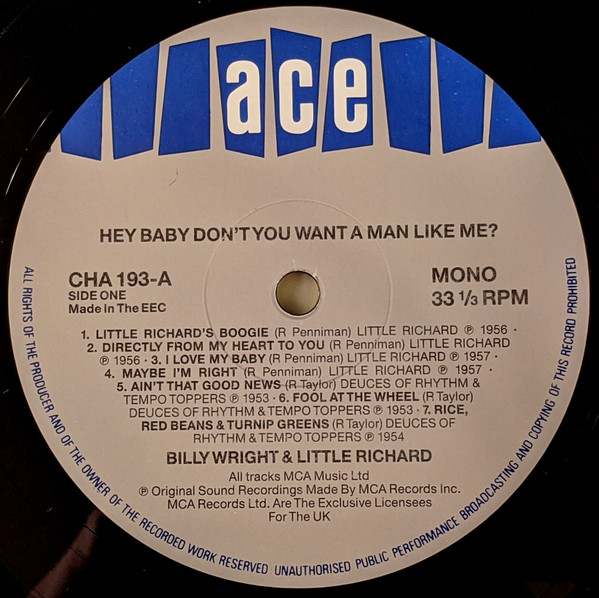 ace
HEY BABY DON'T YOU WANT A MAN LIKE ME?
CHA 193-A
SIDE ONE
Made In The EEC
MONO
33 1/3 RPM
1. LITTLE RICHARD'S BOOGIE (R Penniman) LITTLE RICHARD ℗ 1956 ·
2. DIRECTLY FROM MY HEART TO YOU (R Penniman) LITTLE RICHARD
℗ 1956 · 3. I LOVE MY BABY (R Penniman) LITTLE RICHARD ℗ 1957 ·
4. MAYBE I'M RIGHT (R Penniman) LITTLE RICHARD ℗ 1957 ·
5. AIN'T THAT GOOD NEWS (R Taylor) DEUCES OF RHYTHM &
TEMPO TOPPERS ℗ 1953 · 6. FOOL AT THE WHEEL (R Taylor)
DEUCES OF RHYTHM & TEMPO TOPPERS ℗ 1953 · 7. RICE,
RED BEANS & TURNIP GREENS (R Taylor) DEUCES OF
RHYTHM & TEMPO TOPPERS ℗ 1954
BILLY WRIGHT & LITTLE RICHARD
All tracks MCA Music Ltd
℗ Original Sound Recordings Made By MCA Records Inc.
MCA Records Ltd. Are The Exclusive Licensees
For The UK
ALL RIGHTS OF THE PRODUCER AND OF THE OWNER OF THE RECORDED WORK RESERVED UNAUTHORISED PUBLIC PERFORMANCE BROADCASTING AND COPYING OF THIS RECORD PROHIBITED